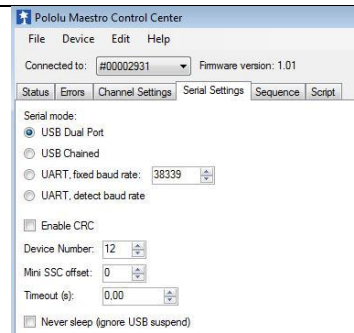 Pololu Maestro Control Center
File Device Edit Help
Connected to: #00002931 Firmware version: 1.01
Status Errors Channel Settings Serial Settings Sequence Script
Serial mode:
USB Dual Port
USB Chained
UART, fixed baud rate: 38339
UART, detect baud rate
Enable CRC
Device Number: 12
Mini SSC offset: 0
Timeout (s): 0,00
Never sleep (ignore USB suspend)